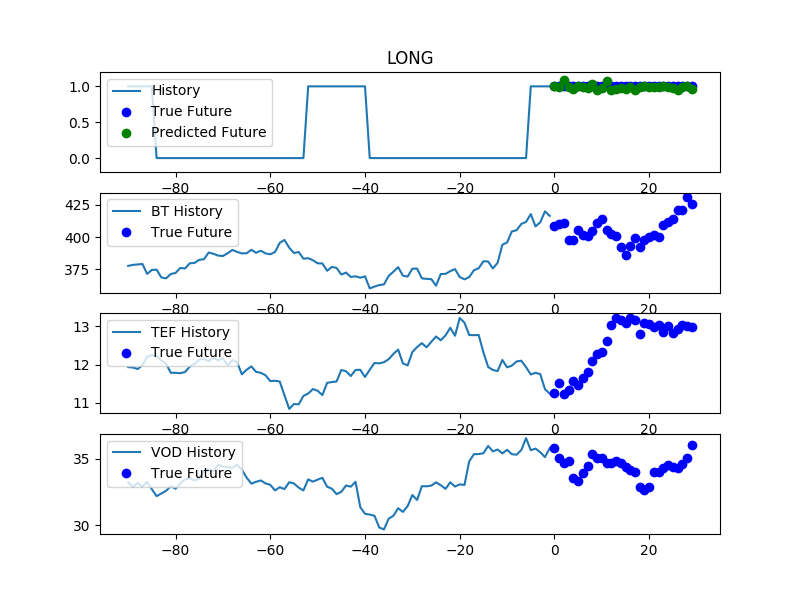 LONG
1.0
0.5
0.0
History
True Future
Predicted Future
−80 −60 −40 −20 0 20
425
400
375
BT History
True Future
−80 −60 −40 −20 0 20
13
12
11
TEF History
True Future
−80 −60 −40 −20 0 20
35
30
VOD History
True Future
−80 −60 −40 −20 0 20